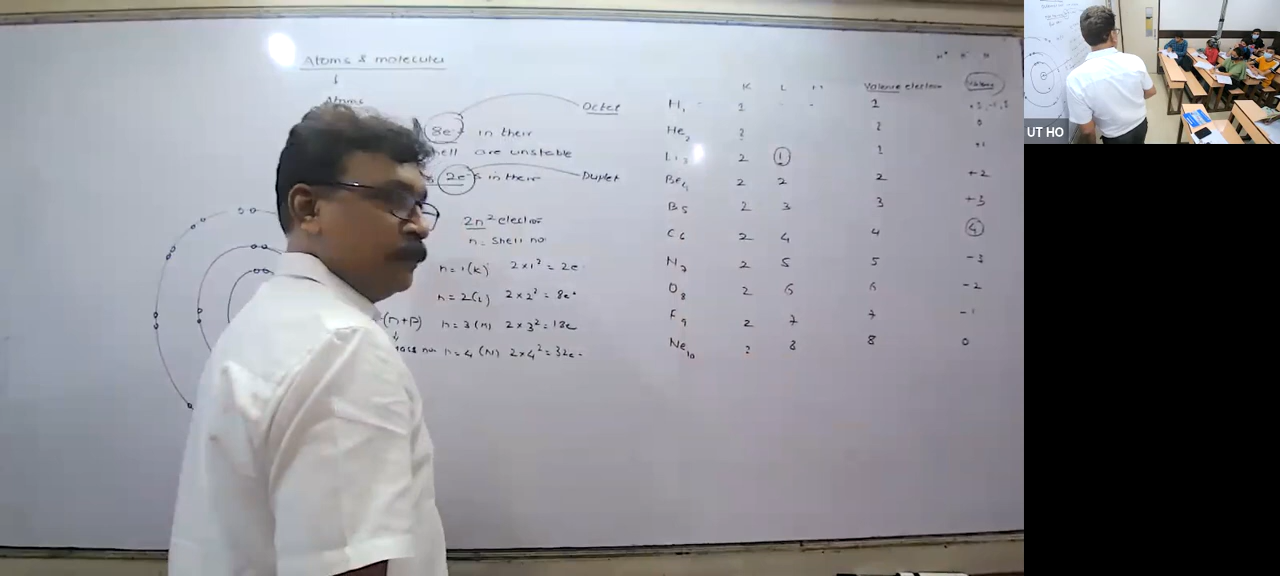 Atoms & molecules
Atoms
8e⁻ in their Octet
shell are unstable
2e⁻s in their Duplet
2n² electron
n = shell no
n = 1 (K) 2×1² = 2e⁻
n = 2 (L) 2×2² = 8e⁻
(n+p) n = 3 (M) 2×3² = 18e⁻
mass no n = 4 (N) 2×4² = 32e⁻
K L M Valence electron
H₁ 1 - - 1
He₂ 2 2 0
Li₃ 2 1 1 +1
Be₄ 2 2 2 +2
B₅ 2 3 3 +3
C₆ 2 4 4 4
N₇ 2 5 5 -3
O₈ 2 6 6 -2
F₉ 2 7 7 -1
Ne₁₀ 2 8 8 0
UT HO